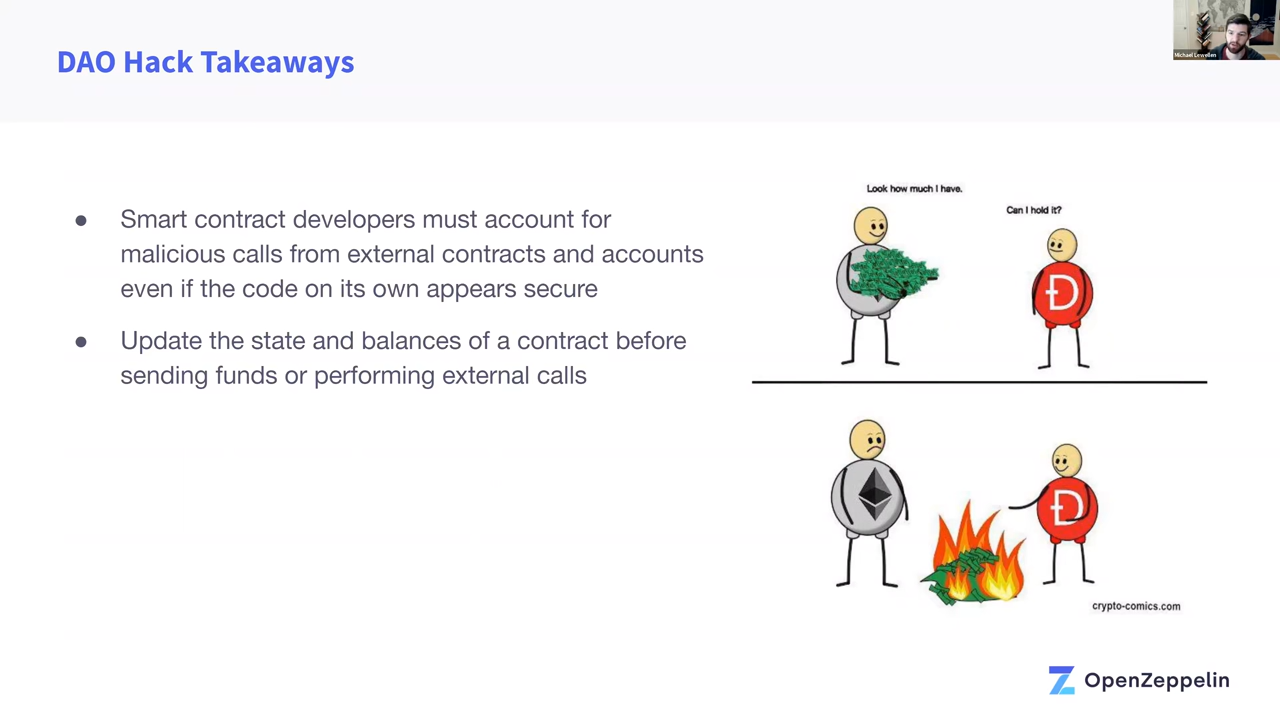 DAO Hack Takeaways
Michael Lewellen
● Smart contract developers must account for
malicious calls from external contracts and accounts
even if the code on its own appears secure
● Update the state and balances of a contract before
sending funds or performing external calls
Look how much I have.
Can I hold it?
Đ
Đ
crypto-comics.com
OpenZeppelin